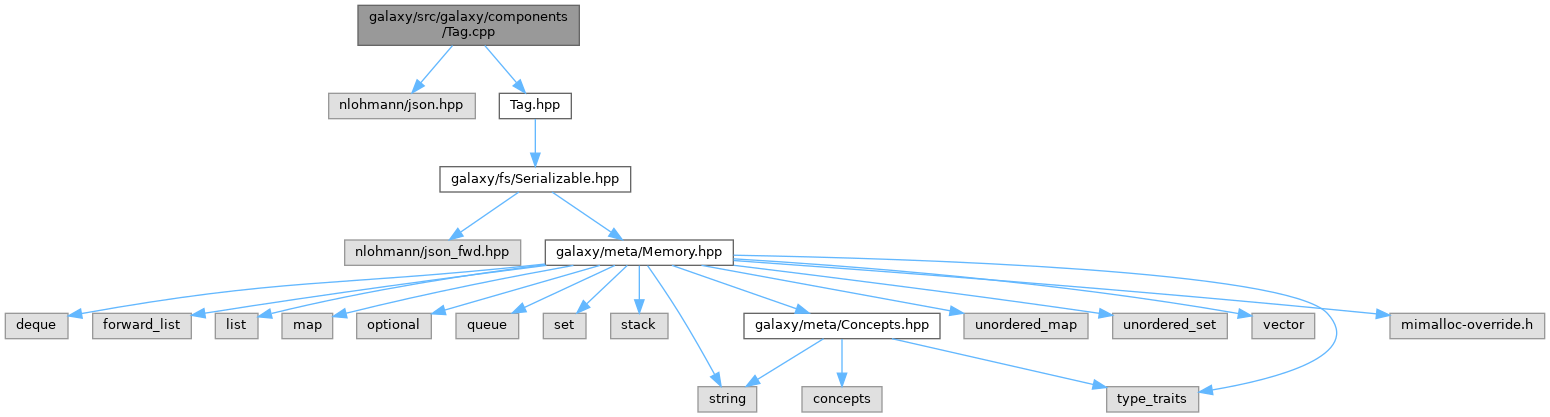 galaxy/src/galaxy/components
/Tag.cpp
nlohmann/json.hpp
Tag.hpp
galaxy/fs/Serializable.hpp
nlohmann/json_fwd.hpp
galaxy/meta/Memory.hpp
deque
forward_list
list
map
optional
queue
set
stack
galaxy/meta/Concepts.hpp
unordered_map
unordered_set
vector
mimalloc-override.h
string
concepts
type_traits